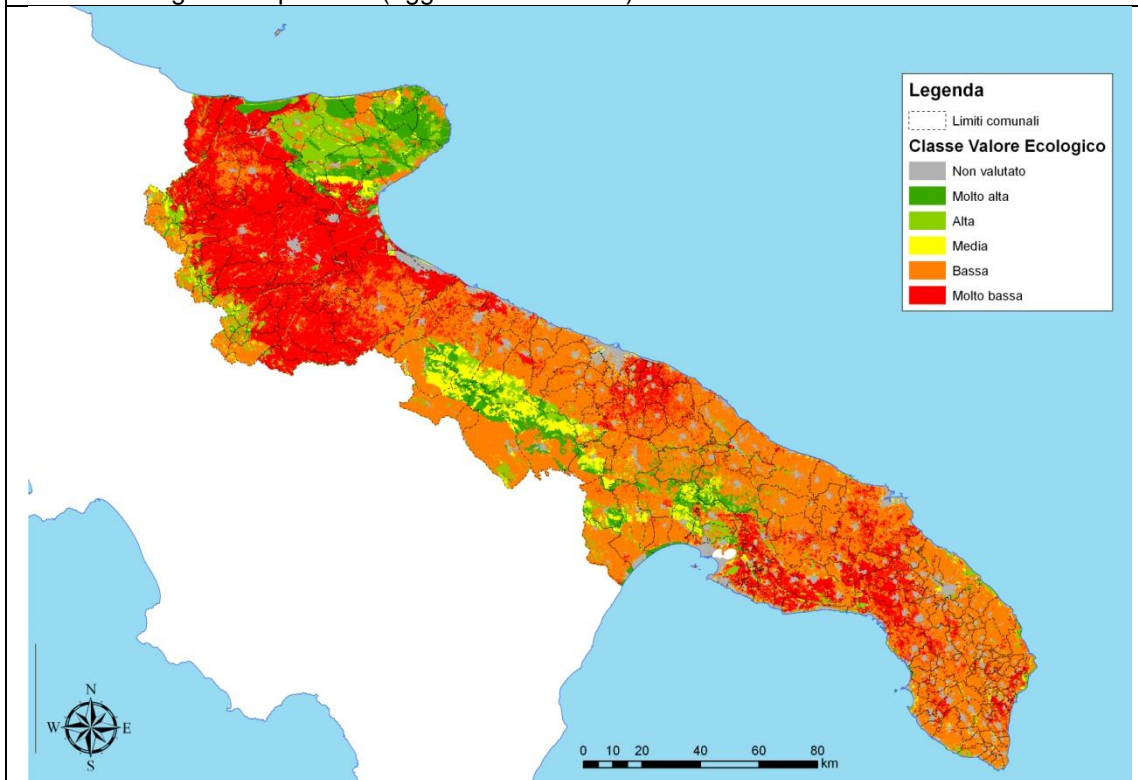 Legenda
Limiti comunali
Classe Valore Ecologico
Non valutato
Molto alta
Alta
Media
Bassa
Molto bassa
N
W E
S
0 10 20 40 60 80
km